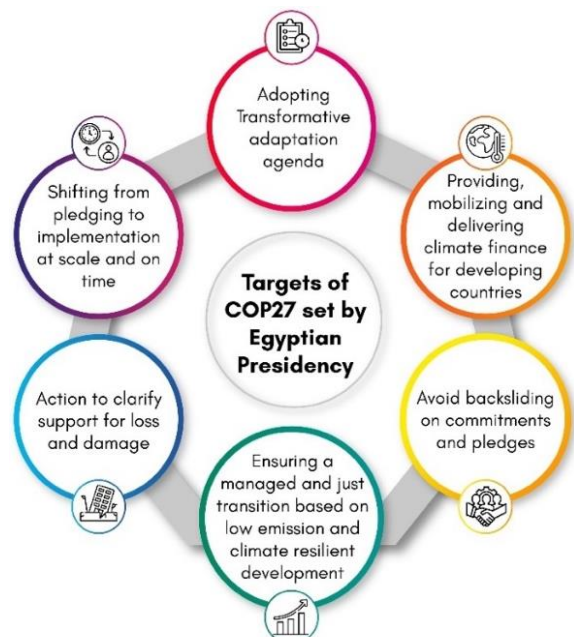 Adopting
Transformative
adaptation
agenda
Providing,
mobilizing and
delivering
climate finance
for developing
countries
Shifting from
pledging to
implementation
at scale and on
time
Targets of
COP27 set by
Egyptian
Presidency
Action to clarify
support for loss
and damage
Avoid backsliding
on commitments
and pledges
Ensuring a
managed and just
transition based on
low emission and
climate resilient
development